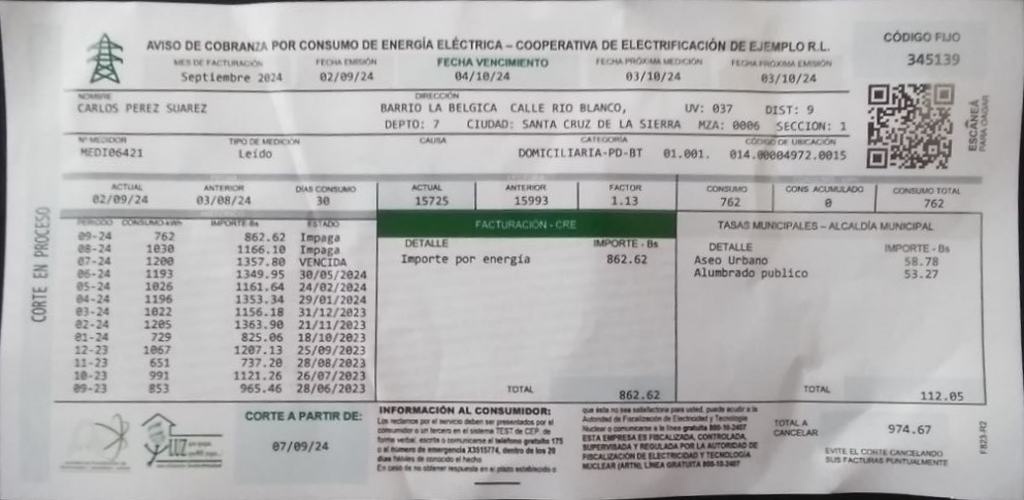 AVISO DE COBRANZA POR CONSUMO DE ENERGÍA ELÉCTRICA – COOPERATIVA DE ELECTRIFICACIÓN DE EJEMPLO R.L.
CÓDIGO FIJO
345139
MES DE FACTURACIÓN FECHA EMISIÓN FECHA VENCIMIENTO FECHA PRÓXIMA MEDICIÓN FECHA PRÓXIMA EMISIÓN
Septiembre 2024 02/09/24 04/10/24 03/10/24 03/10/24
NOMBRE DIRECCIÓN
CARLOS PEREZ SUAREZ BARRIO LA BELGICA CALLE RIO BLANCO, UV: 037 DIST: 9
DEPTO: 7 CIUDAD: SANTA CRUZ DE LA SIERRA MZA: 0006 SECCION: 1
ESCANEÁ
PARA PAGAR
Nº MEDIDOR TIPO DE MEDICIÓN CAUSA CATEGORÍA CÓDIGO DE UBICACIÓN
MEDI06421 Leído DOMICILIARIA-PD-BT 01.001. 014.00004972.0015
ACTUAL ANTERIOR DIAS CONSUMO ACTUAL ANTERIOR FACTOR CONSUMO CONS ACUMULADO CONSUMO TOTAL
02/09/24 03/08/24 30 15725 15993 1.13 762 0 762
CORTE EN PROCESO
PERIODO CONSUMO kWh IMPORTE Bs ESTADO
09-24 762 862.62 Impaga
08-24 1030 1166.10 Impaga
07-24 1200 1357.80 VENCIDA
06-24 1193 1349.95 30/05/2024
05-24 1026 1161.64 24/02/2024
04-24 1196 1353.34 29/01/2024
03-24 1022 1156.18 31/12/2023
02-24 1205 1363.90 21/11/2023
01-24 729 825.06 18/10/2023
12-23 1067 1207.13 25/09/2023
11-23 651 737.20 28/08/2023
10-23 991 1121.26 26/07/2023
09-23 853 965.46 28/06/2023
FACTURACIÓN - CRE
DETALLE IMPORTE - Bs
Importe por energía 862.62
TOTAL 862.62
TASAS MUNICIPALES – ALCALDÍA MUNICIPAL
DETALLE IMPORTE - Bs
Aseo Urbano 58.78
Alumbrado publico 53.27
TOTAL 112.05
luz
CORTE A PARTIR DE:
07/09/24
INFORMACIÓN AL CONSUMIDOR:
Los reclamos por el servicio deben ser presentados por el
consumidor o un tercero en el sistema TEST de CEP, de
forma verbal, escrita o comunicarse al teléfono gratuito 175
o al número de emergencia X3515774, dentro de los 20
días hábiles de conocido el hecho
En caso de no obtener respuesta en el plazo establecido o
que ésta no sea satisfactoria para usted, puede acudir a la
Autoridad de Fiscalización de Electricidad y Tecnología
Nuclear o comunicarse a la línea gratuita 800-10-2407
ESTA EMPRESA ES FISCALIZADA, CONTROLADA,
SUPERVISADA Y REGULADA POR LA AUTORIDAD DE
FISCALIZACIÓN DE ELECTRICIDAD Y TECNOLOGÍA
NUCLEAR (ARTN), LÍNEA GRATUITA 800-10-2407
TOTAL A
CANCELAR
974.67
EVITE EL CORTE CANCELANDO
SUS FACTURAS PUNTUALMENTE
F823-R2